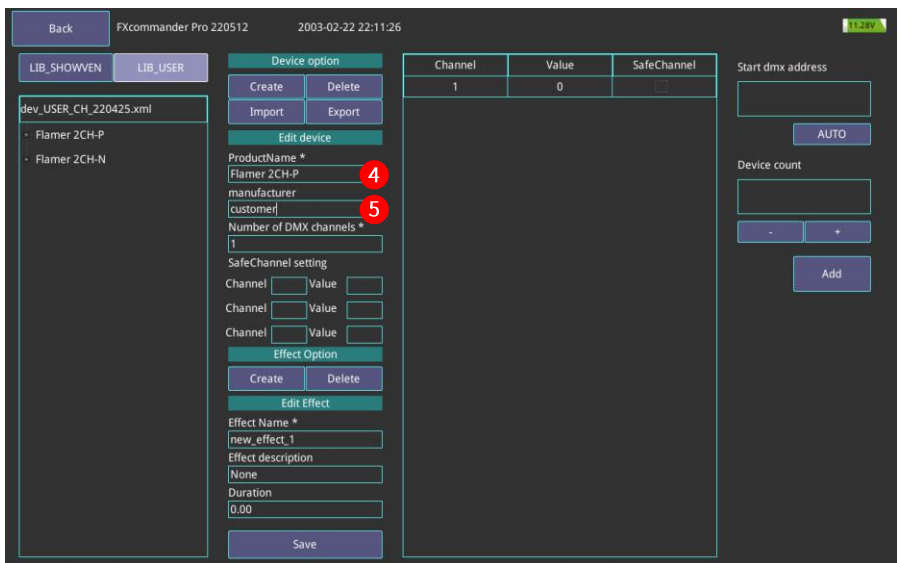 Back
FXcommander Pro 220512
2003-02-22 22:11:26
11.28V
LIB_SHOWVEN
LIB_USER
dev_USER_CH_220425.xml
Flamer 2CH-P
Flamer 2CH-N
Device option
Create
Delete
Import
Export
Edit device
ProductName *
Flamer 2CH-P
4
manufacturer
customer
5
Number of DMX channels *
1
SafeChannel setting
Channel Value
Channel Value
Channel Value
Effect Option
Create
Delete
Edit Effect
Effect Name *
new_effect_1
Effect description
None
Duration
0.00
Save
Channel Value SafeChannel
1 0
Start dmx address
AUTO
Device count
- +
Add